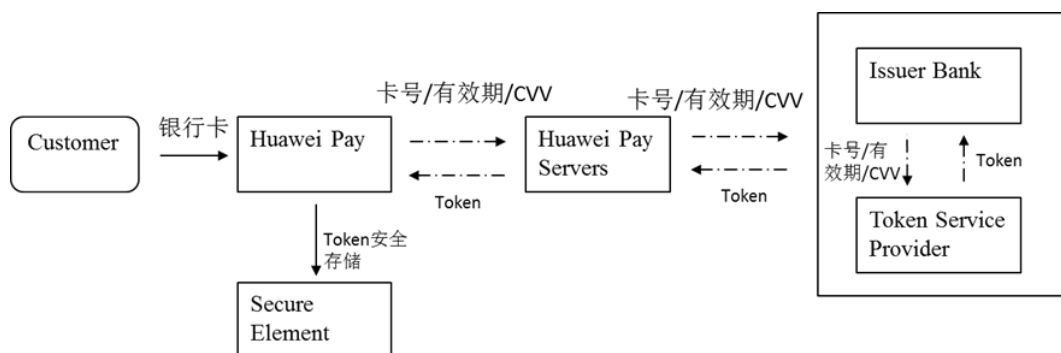 Customer
银行卡
Huawei Pay
卡号/有效期/CVV
Token
Token安全
存储
Secure
Element
Huawei Pay
Servers
卡号/有效期/CVV
Token
Issuer Bank
卡号/有
效期/CVV
Token
Token Service
Provider